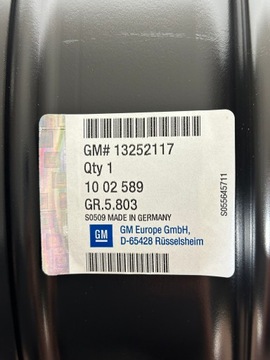 GM# 13252117
Qty 1
10 02 589
GR.5.803
S0509 MADE IN GERMANY
GM
GM Europe GmbH,
D-65428 Rüsselsheim
S055645711